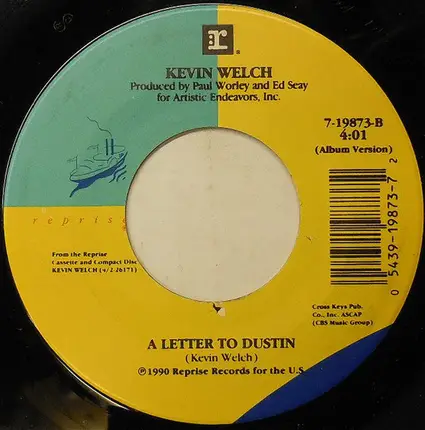 r
KEVIN WELCH
Produced by Paul Worley and Ed Seay
for Artistic Endeavors, Inc.
7-19873-B
4:01
(Album Version)
reprise
From the Reprise
Cassette and Compact Disc
KEVIN WELCH (4/2-26171)
0 5439-19873-7 2
Cross Keys Pub.
Co., Inc. ASCAP
(CBS Music Group)
A LETTER TO DUSTIN
(Kevin Welch)
℗1990 Reprise Records for the U.S.